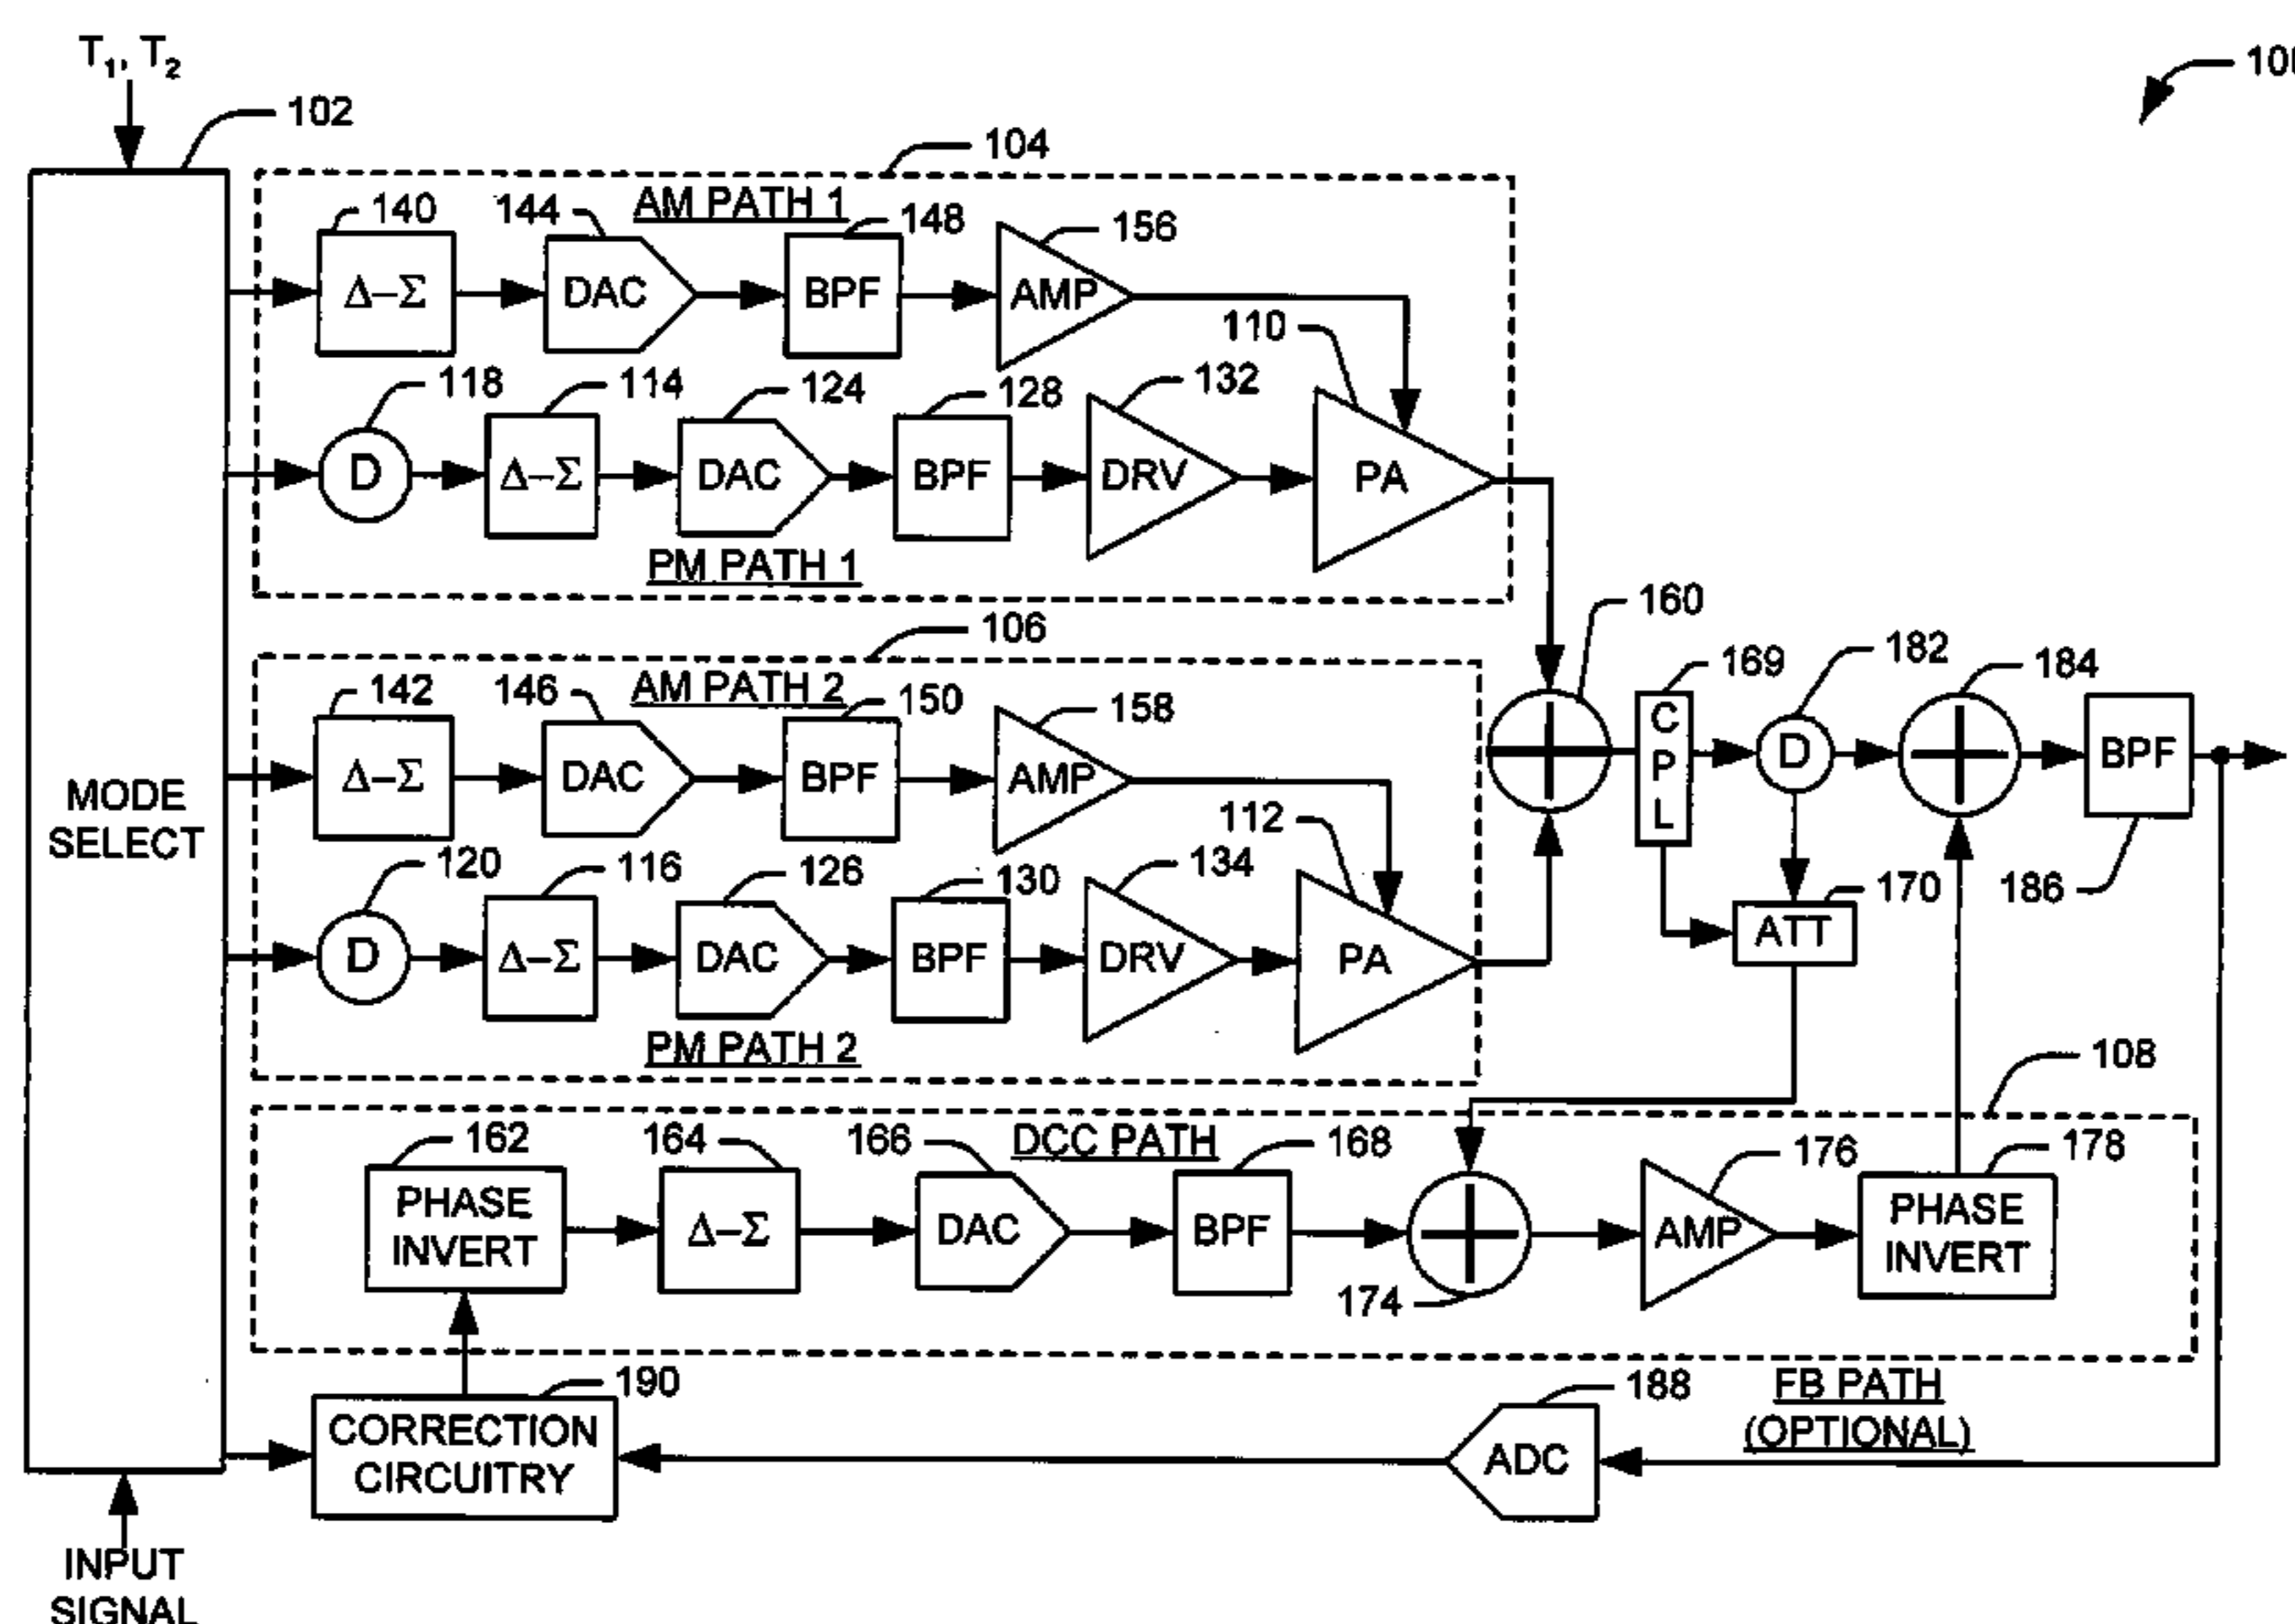 T1, T2
102
10
104
140
144
AM PATH 1
148
156
Δ–Σ
DAC
BPF
AMP
110
118
114
124
128
132
D
Δ–Σ
DAC
BPF
DRV
PA
PM PATH 1
160
106
142
146
AM PATH 2
150
158
169
182
184
Δ–Σ
DAC
BPF
AMP
C
P
L
D
BPF
MODE
SELECT
112
120
116
126
130
134
170
186
D
Δ–Σ
DAC
BPF
DRV
PA
ATT
PM PATH 2
108
162
164
166
DCC PATH
168
176
178
PHASE
INVERT
Δ–Σ
DAC
BPF
AMP
PHASE
INVERT
174
190
188
FB PATH
(OPTIONAL)
CORRECTION
CIRCUITRY
ADC
INPUT
SIGNAL